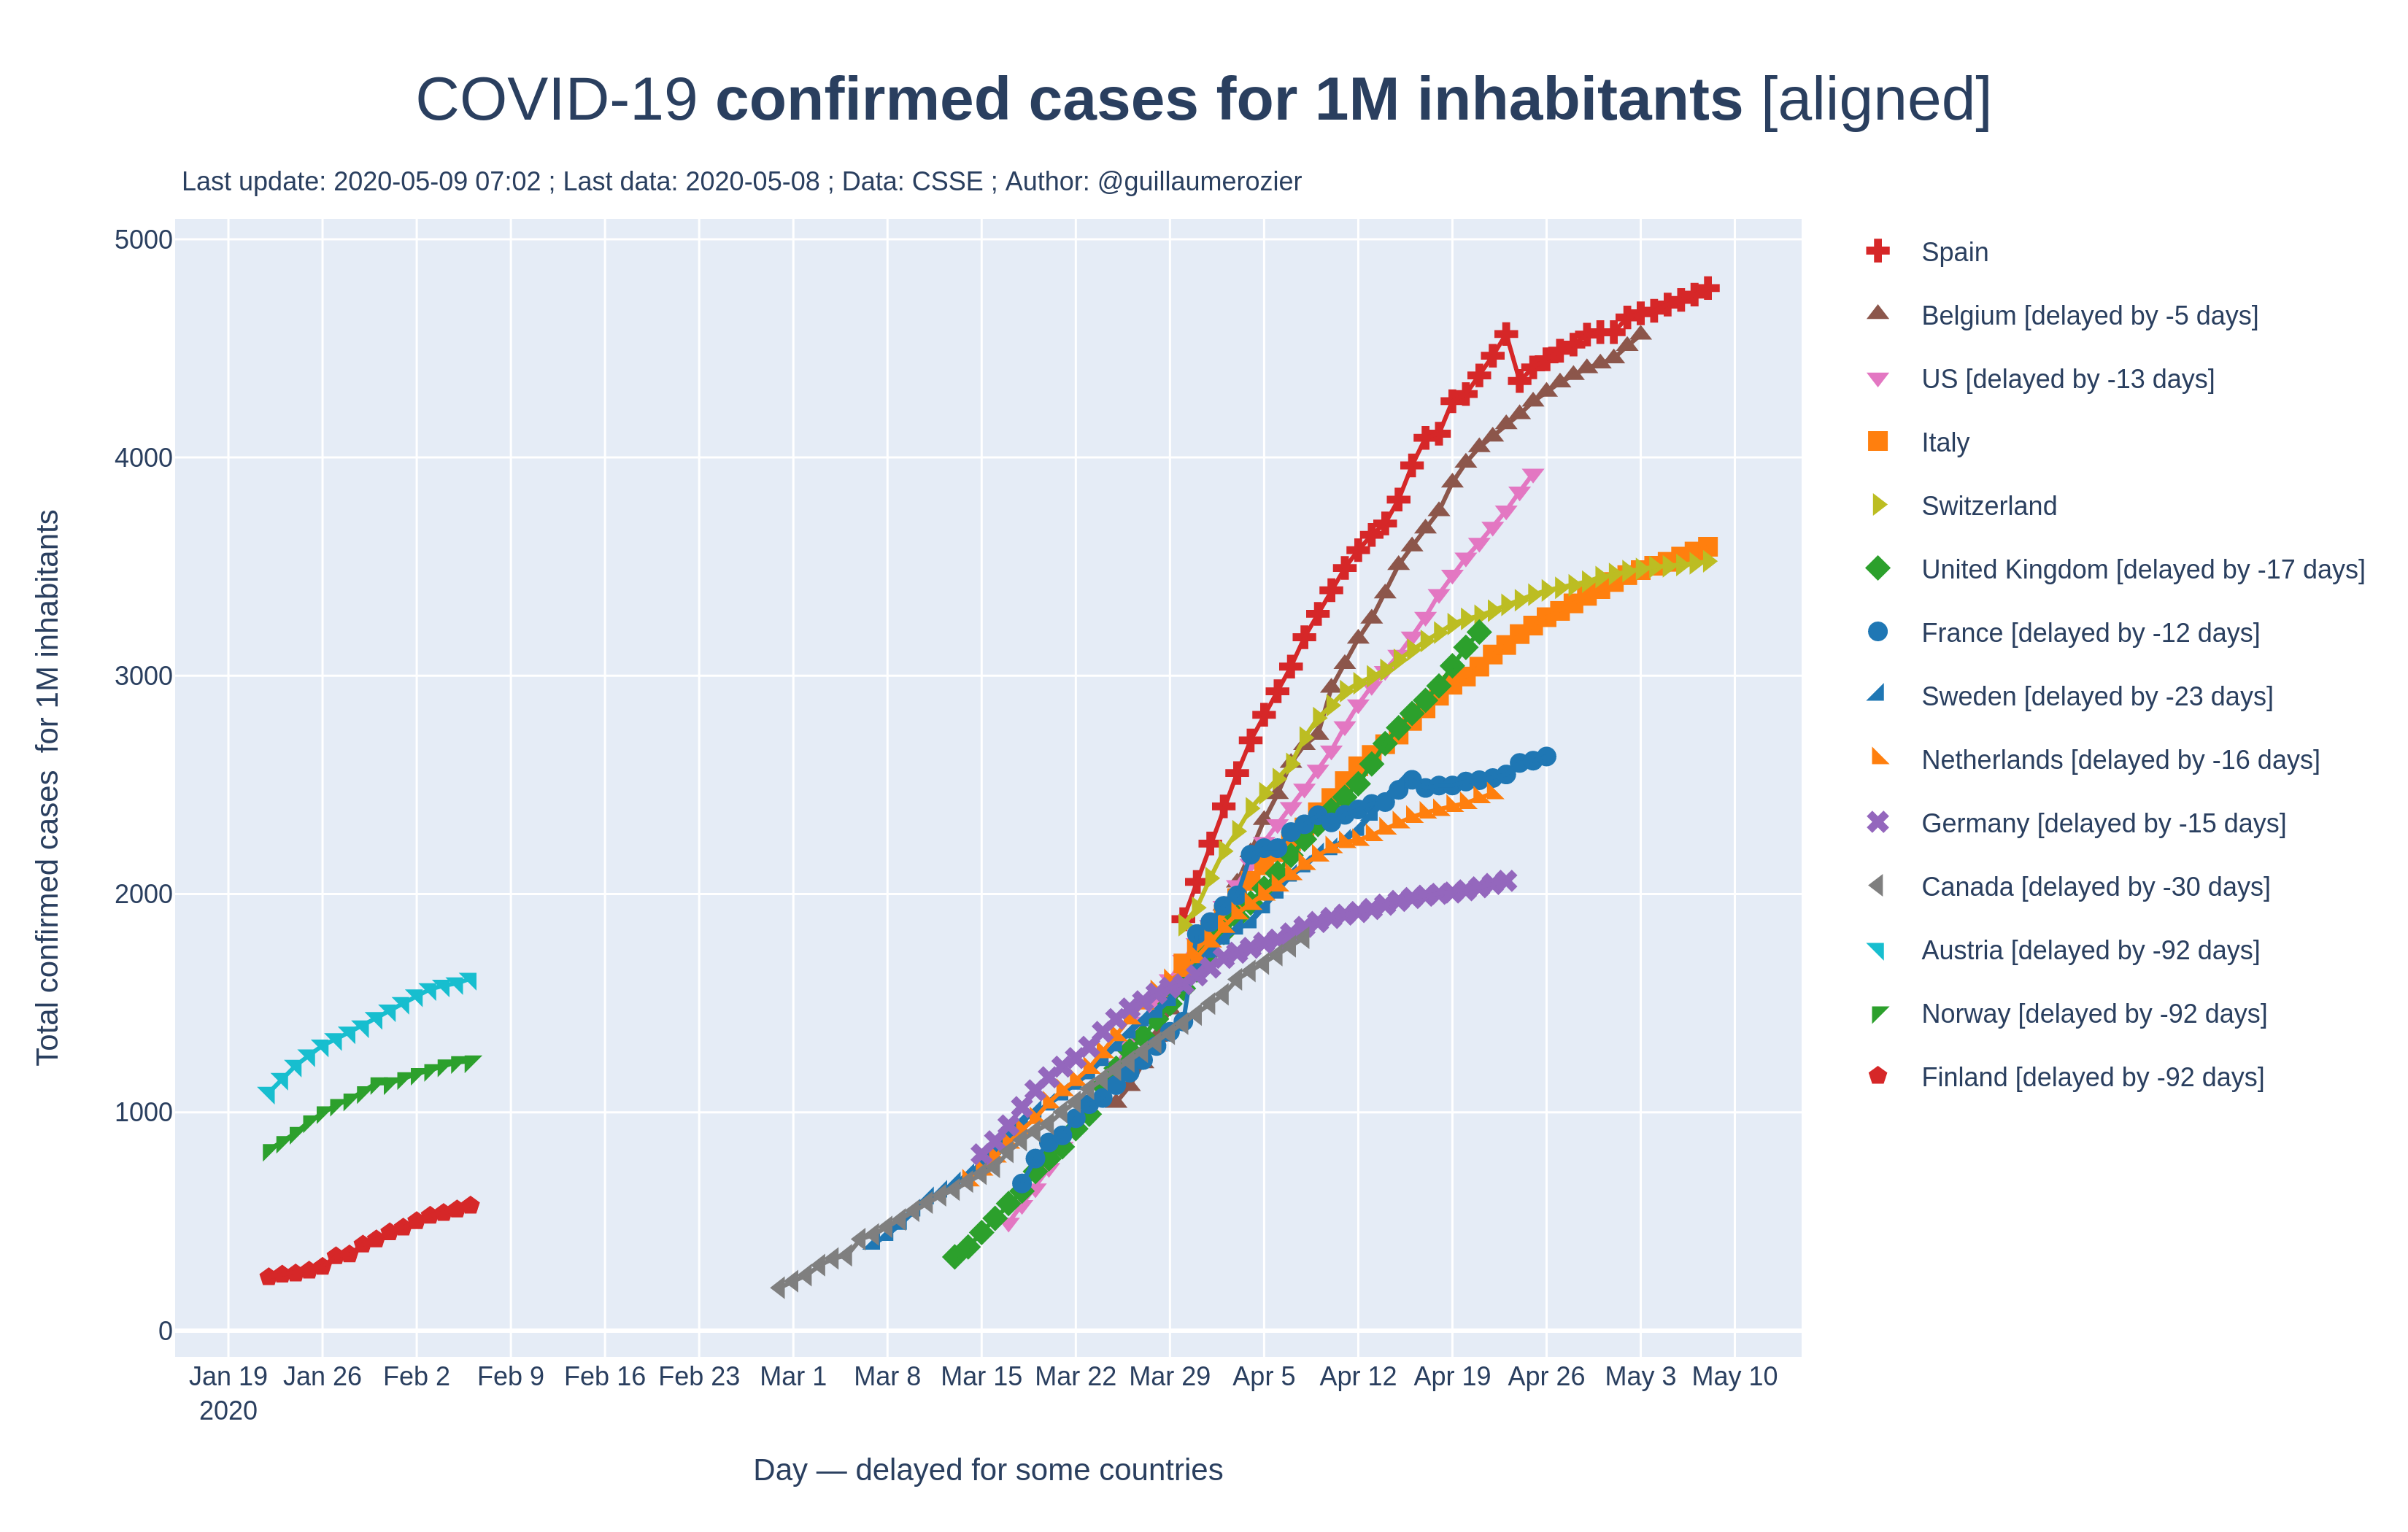 COVID-19 confirmed cases for 1M inhabitants [aligned]
Last update: 2020-05-09 07:02 ; Last data: 2020-05-08 ; Data: CSSE ; Author: @guillaumerozier
Total confirmed cases for 1M inhabitants
5000
4000
3000
2000
1000
0
Jan 19 Jan 26 Feb 2 Feb 9 Feb 16 Feb 23 Mar 1 Mar 8 Mar 15 Mar 22 Mar 29 Apr 5 Apr 12 Apr 19 Apr 26 May 3 May 10
2020
Day — delayed for some countries
Spain
Belgium [delayed by -5 days]
US [delayed by -13 days]
Italy
Switzerland
United Kingdom [delayed by -17 days]
France [delayed by -12 days]
Sweden [delayed by -23 days]
Netherlands [delayed by -16 days]
Germany [delayed by -15 days]
Canada [delayed by -30 days]
Austria [delayed by -92 days]
Norway [delayed by -92 days]
Finland [delayed by -92 days]